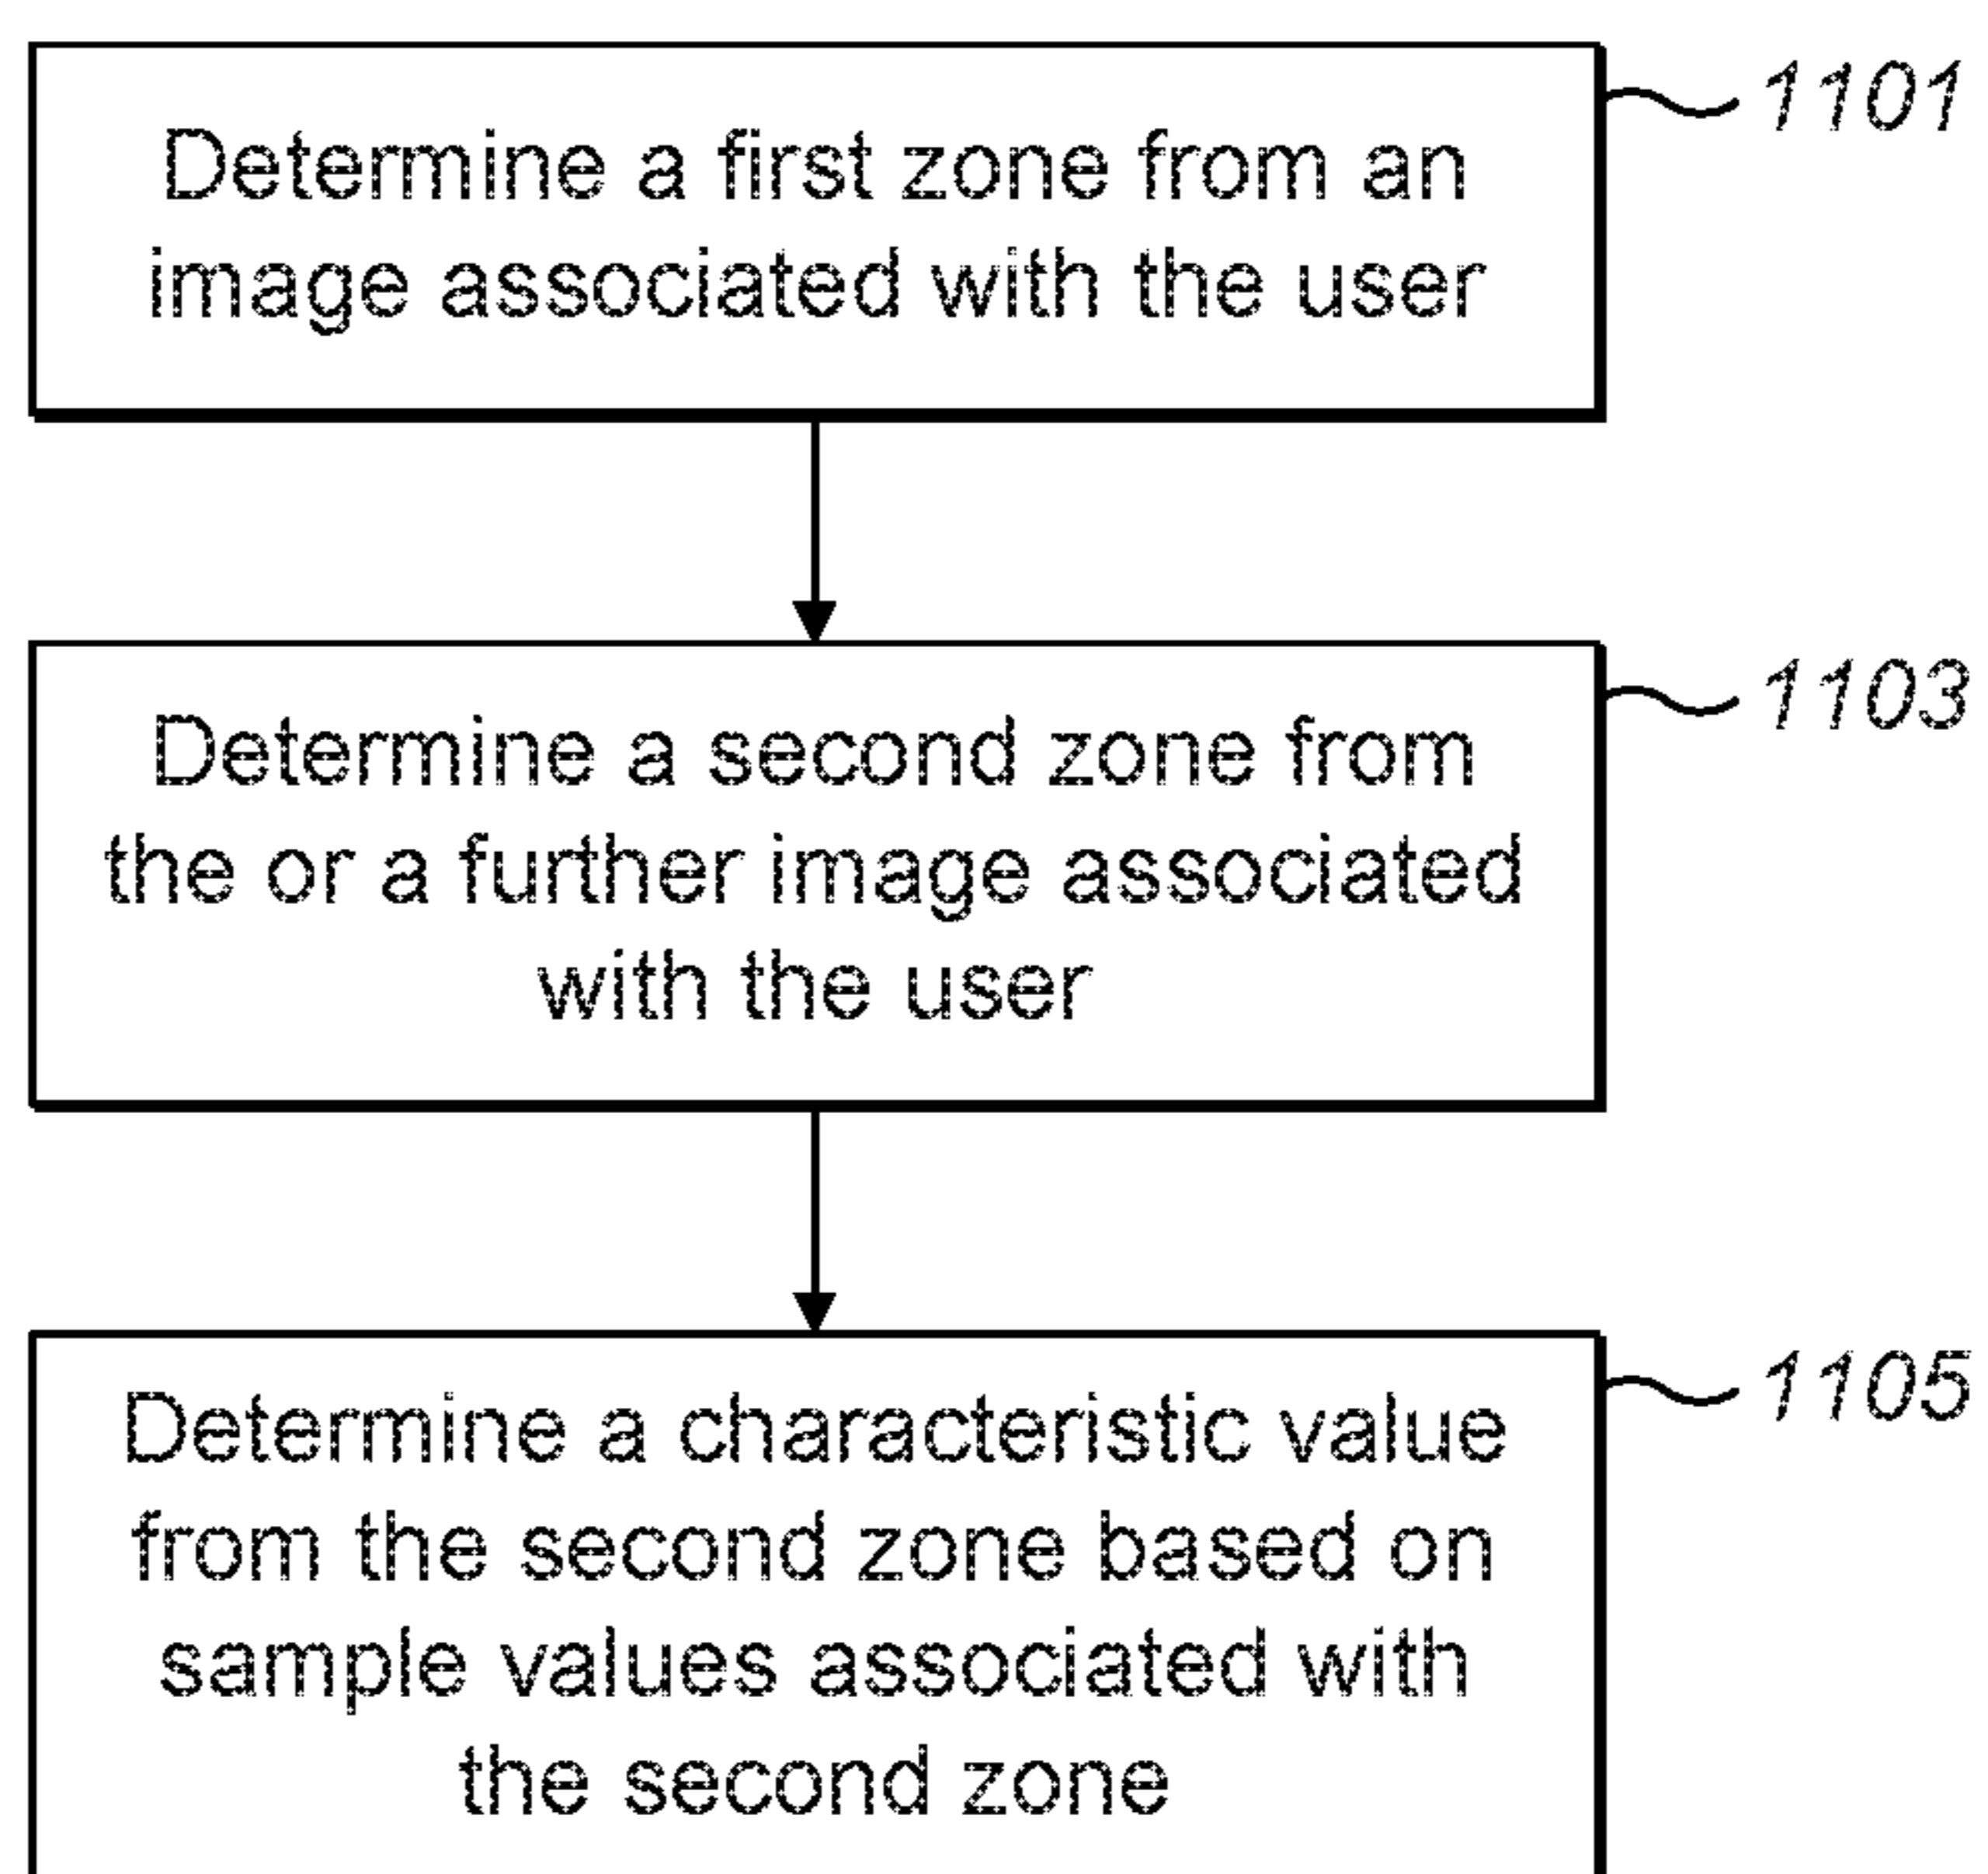 1101
Determine a first zone from an
image associated with the user
1103
Determine a second zone from
the or a further image associated
with the user
1105
Determine a characteristic value
from the second zone based on
sample values associated with
the second zone